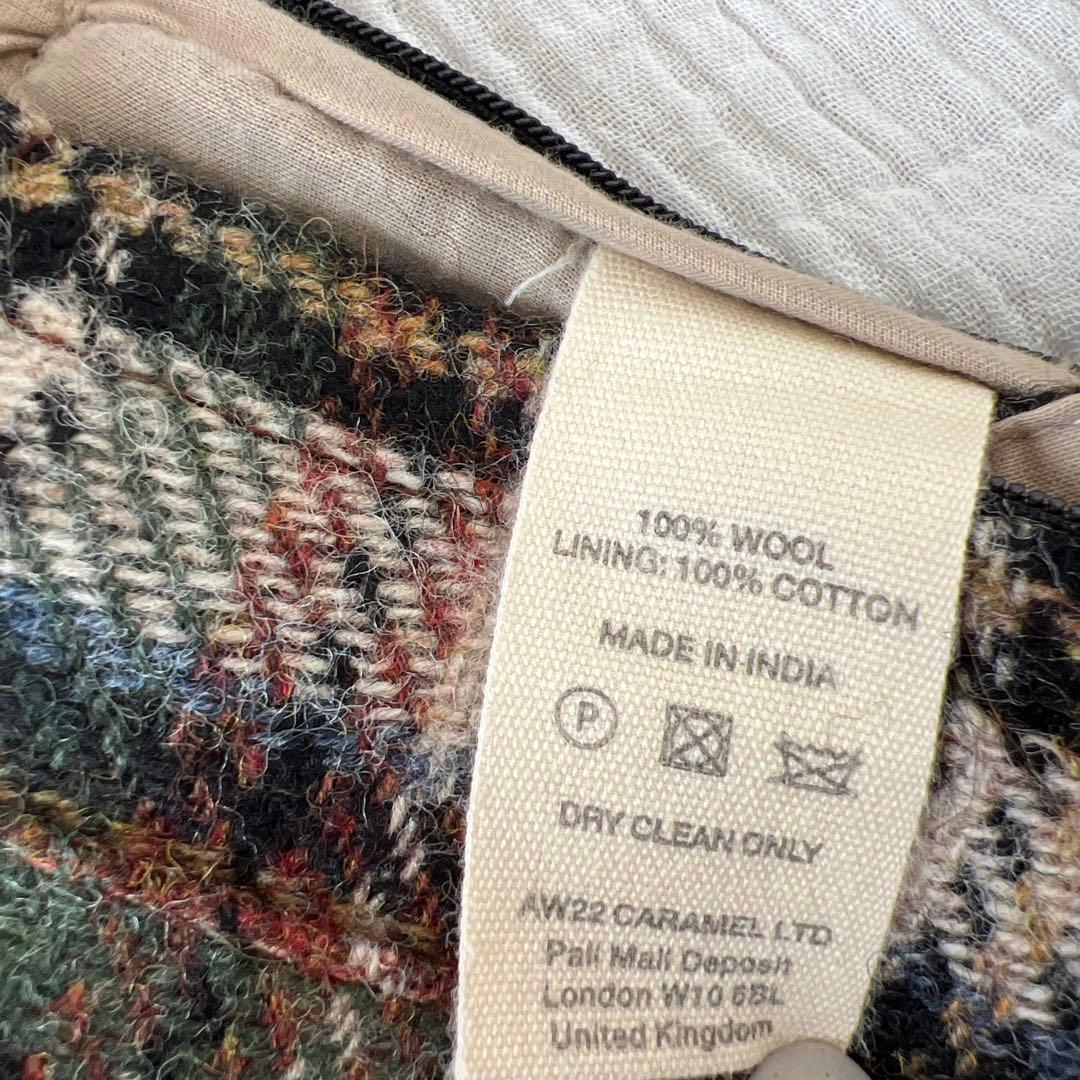 100% WOOL
LINING: 100% COTTON
MADE IN INDIA
P
DRY CLEAN ONLY
AW22 CARAMEL LTD
Pall Mall Deposit
London W10 6BL
United Kingdom